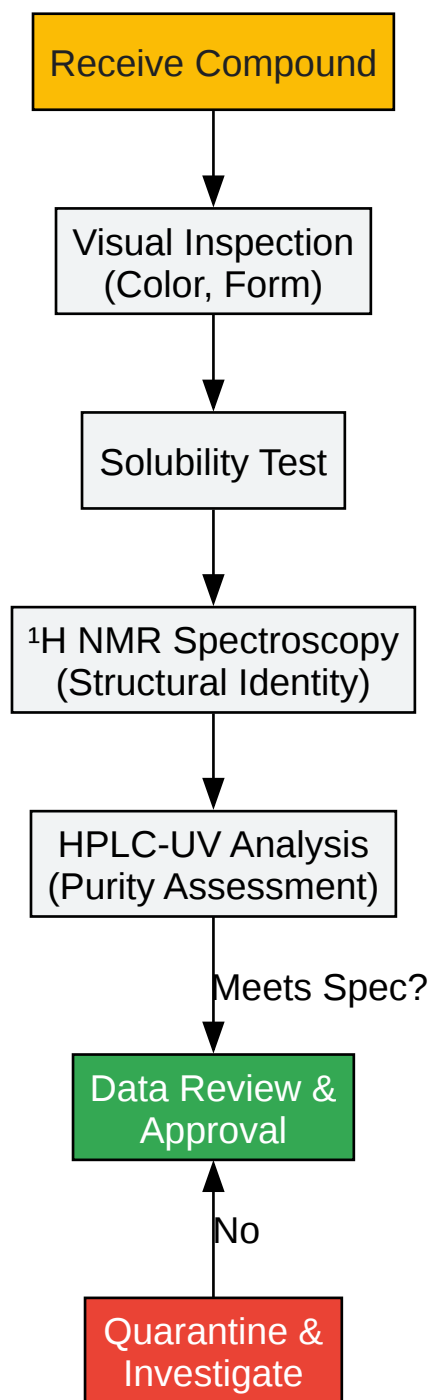 Receive Compound
Visual Inspection
(Color, Form)
Solubility Test
¹H NMR Spectroscopy
(Structural Identity)
HPLC-UV Analysis
(Purity Assessment)
Meets Spec?
Data Review &
Approval
No
Quarantine &
Investigate